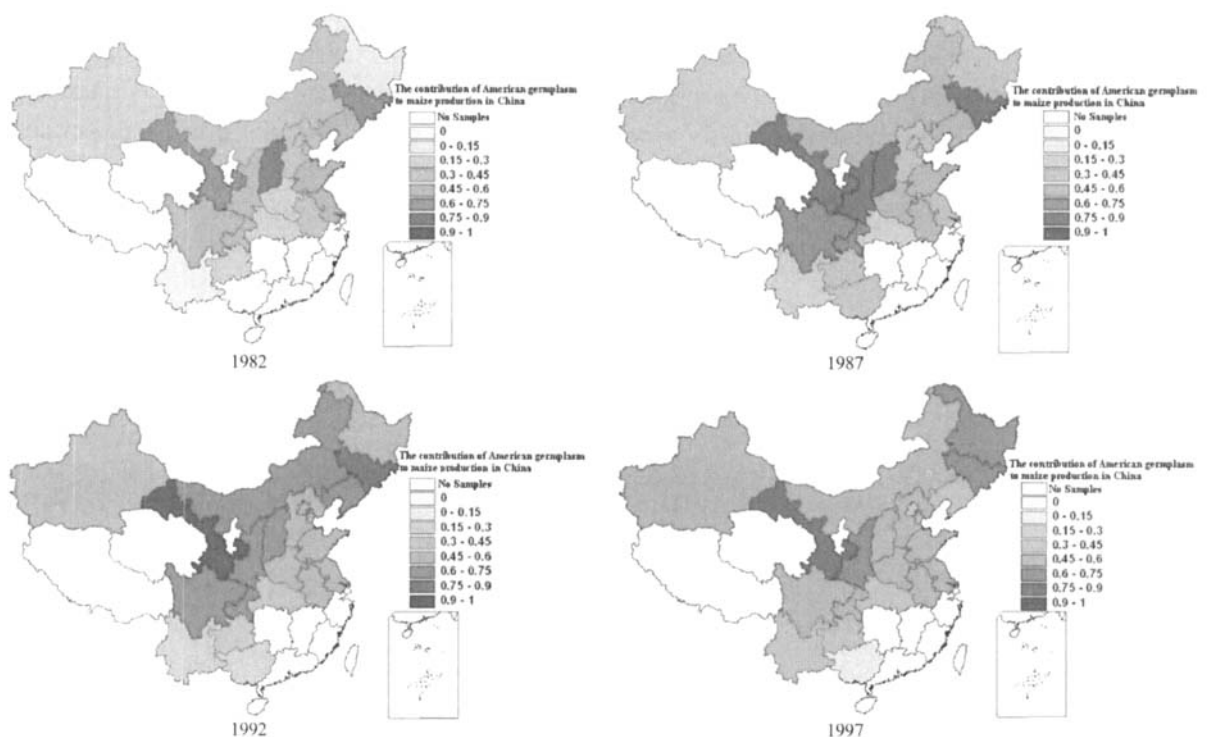 The contribution of American germplasm
to maize production in China
No Samples
0
0 - 0.15
0.15 - 0.3
0.3 - 0.45
0.45 - 0.6
0.6 - 0.75
0.75 - 0.9
0.9 - 1
1982
The contribution of American germplasm
to maize production in China
No Samples
0
0 - 0.15
0.15 - 0.3
0.3 - 0.45
0.45 - 0.6
0.6 - 0.75
0.75 - 0.9
0.9 - 1
1987
The contribution of American germplasm
to maize production in China
No Samples
0
0 - 0.15
0.15 - 0.3
0.3 - 0.45
0.45 - 0.6
0.6 - 0.75
0.75 - 0.9
0.9 - 1
1992
The contribution of American germplasm
to maize production in China
No Samples
0
0 - 0.15
0.15 - 0.3
0.3 - 0.45
0.45 - 0.6
0.6 - 0.75
0.75 - 0.9
0.9 - 1
1997